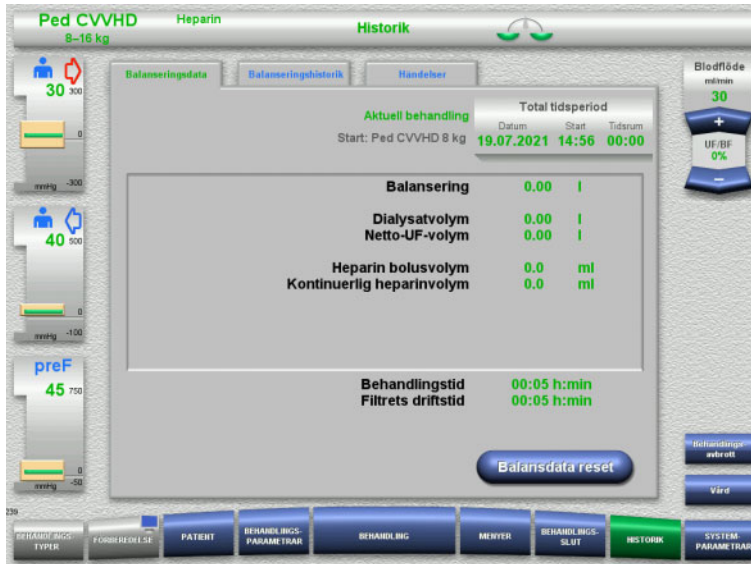 Ped CVVHD Heparin Historik
8–16 kg
30 300
0
mmHg -300
40 500
0
mmHg -100
preF
45 750
0
mmHg -50
239
Balanseringsdata Balanseringshistorik Händelser
Aktuell behandling
Start: Ped CVVHD 8 kg
Total tidsperiod
Datum Start Tidsrum
19.07.2021 14:56 00:00
Balansering 0.00 l
Dialysatvolym 0.00 l
Netto-UF-volym 0.00 l
Heparin bolusvolym 0.0 ml
Kontinuerlig heparinvolym 0.0 ml
Behandlingstid 00:05 h:min
Filtrets driftstid 00:05 h:min
Balansdata reset
Blodflöde
ml/min
30
+
UF/BF
0%
–
Behandlings-
avbrott
Vård
BEHANDLINGS-
TYPER
FÖRBEREDELSE
PATIENT
BEHANDLINGS-
PARAMETRAR
BEHANDLING
MENYER
BEHANDLINGS-
SLUT
HISTORIK
SYSTEM-
PARAMETRAR